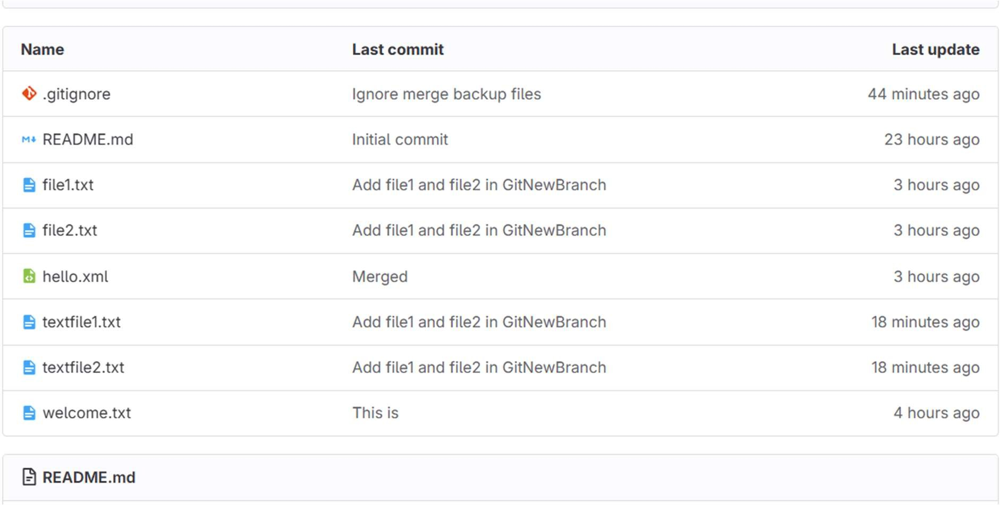 Name Last commit Last update
.gitignore Ignore merge backup files 44 minutes ago
README.md Initial commit 23 hours ago
file1.txt Add file1 and file2 in GitNewBranch 3 hours ago
file2.txt Add file1 and file2 in GitNewBranch 3 hours ago
hello.xml Merged 3 hours ago
textfile1.txt Add file1 and file2 in GitNewBranch 18 minutes ago
textfile2.txt Add file1 and file2 in GitNewBranch 18 minutes ago
welcome.txt This is 4 hours ago
README.md